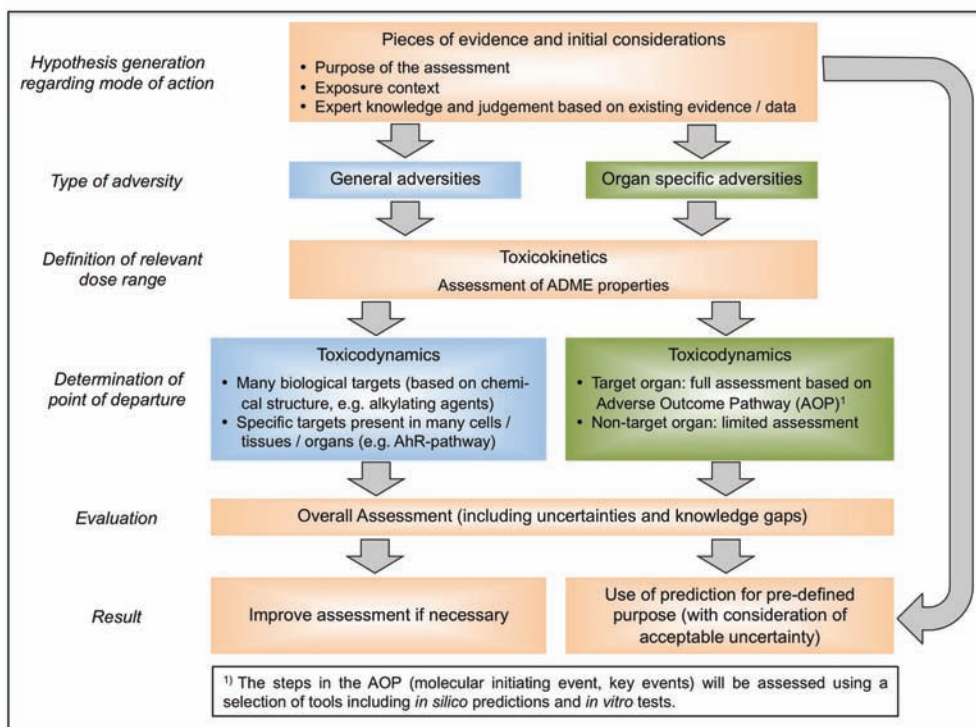 Hypothesis generation
regarding mode of action
Pieces of evidence and initial considerations
• Purpose of the assessment
• Exposure context
• Expert knowledge and judgement based on existing evidence / data
Type of adversity
General adversities
Organ specific adversities
Definition of relevant
dose range
Toxicokinetics
Assessment of ADME properties
Determination of
point of departure
Toxicodynamics
• Many biological targets (based on chemi-
cal structure, e.g. alkylating agents)
• Specific targets present in many cells /
tissues / organs (e.g. AhR-pathway)
Toxicodynamics
• Target organ: full assessment based on
Adverse Outcome Pathway (AOP)¹
• Non-target organ: limited assessment
Evaluation
Overall Assessment (including uncertainties and knowledge gaps)
Result
Improve assessment if necessary
Use of prediction for pre-defined
purpose (with consideration of
acceptable uncertainty)
¹⁾ The steps in the AOP (molecular initiating event, key events) will be assessed using a
selection of tools including in silico predictions and in vitro tests.